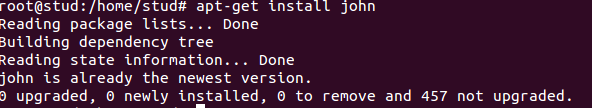 root@stud:/home/stud# apt-get install john
Reading package lists... Done
Building dependency tree
Reading state information... Done
john is already the newest version.
0 upgraded, 0 newly installed, 0 to remove and 457 not upgraded.